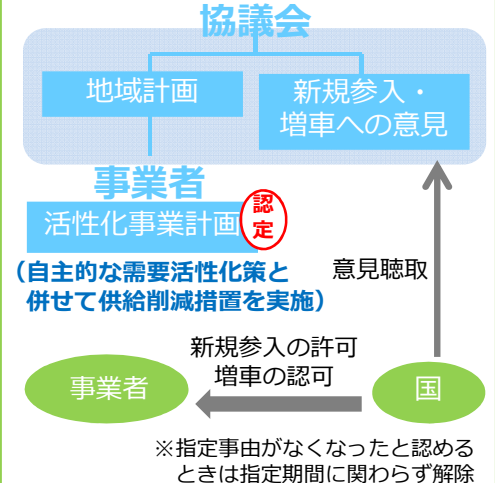 協議会
地域計画
新規参入・
増車への意見
事業者
活性化事業計画
認
定
（自主的な需要活性化策と
併せて供給削減措置を実施）
意見聴取
新規参入の許可
増車の認可
事業者
国
※指定事由がなくなったと認める
ときは指定期間に関わらず解除